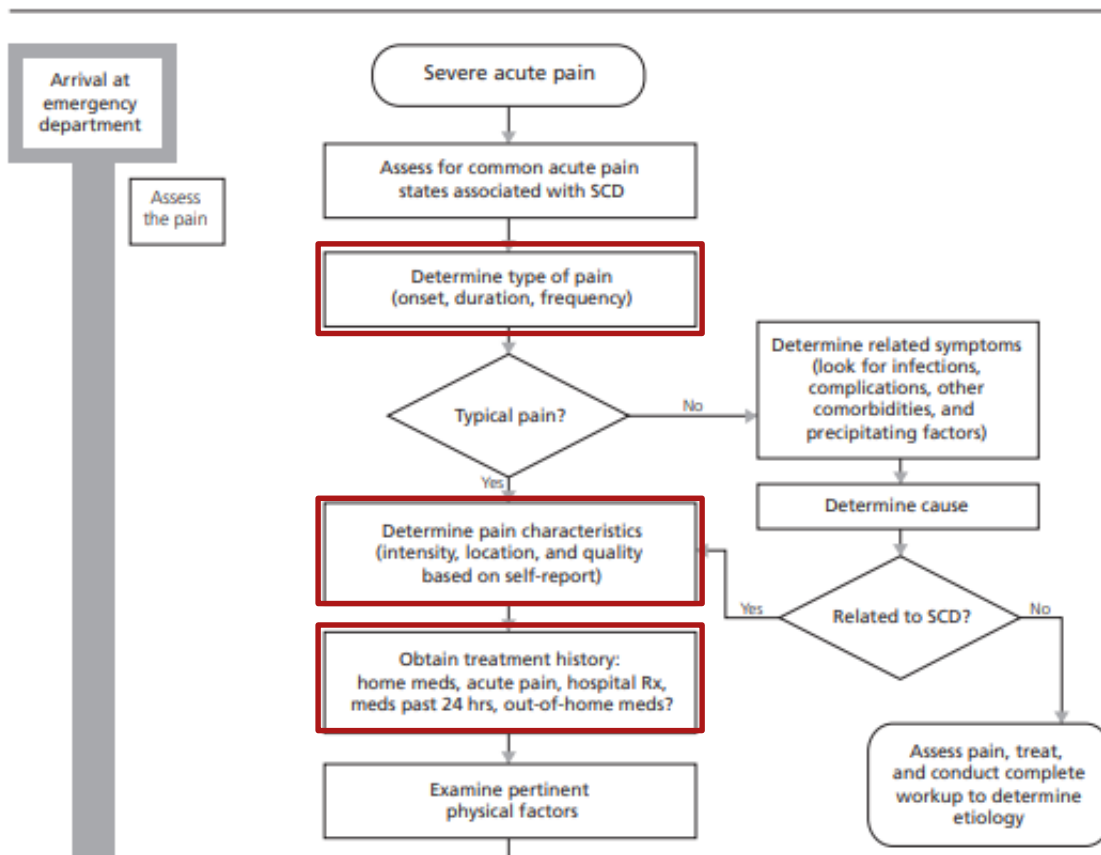 Arrival at
emergency
department
Assess
the pain
Severe acute pain
Assess for common acute pain
states associated with SCD
Determine type of pain
(onset, duration, frequency)
Typical pain?
No
Yes
Determine related symptoms
(look for infections,
complications, other
comorbidities, and
precipitating factors)
Determine cause
Related to SCD?
Yes
No
Determine pain characteristics
(intensity, location, and quality
based on self-report)
Obtain treatment history:
home meds, acute pain, hospital Rx,
meds past 24 hrs, out-of-home meds?
Examine pertinent
physical factors
Assess pain, treat,
and conduct complete
workup to determine
etiology